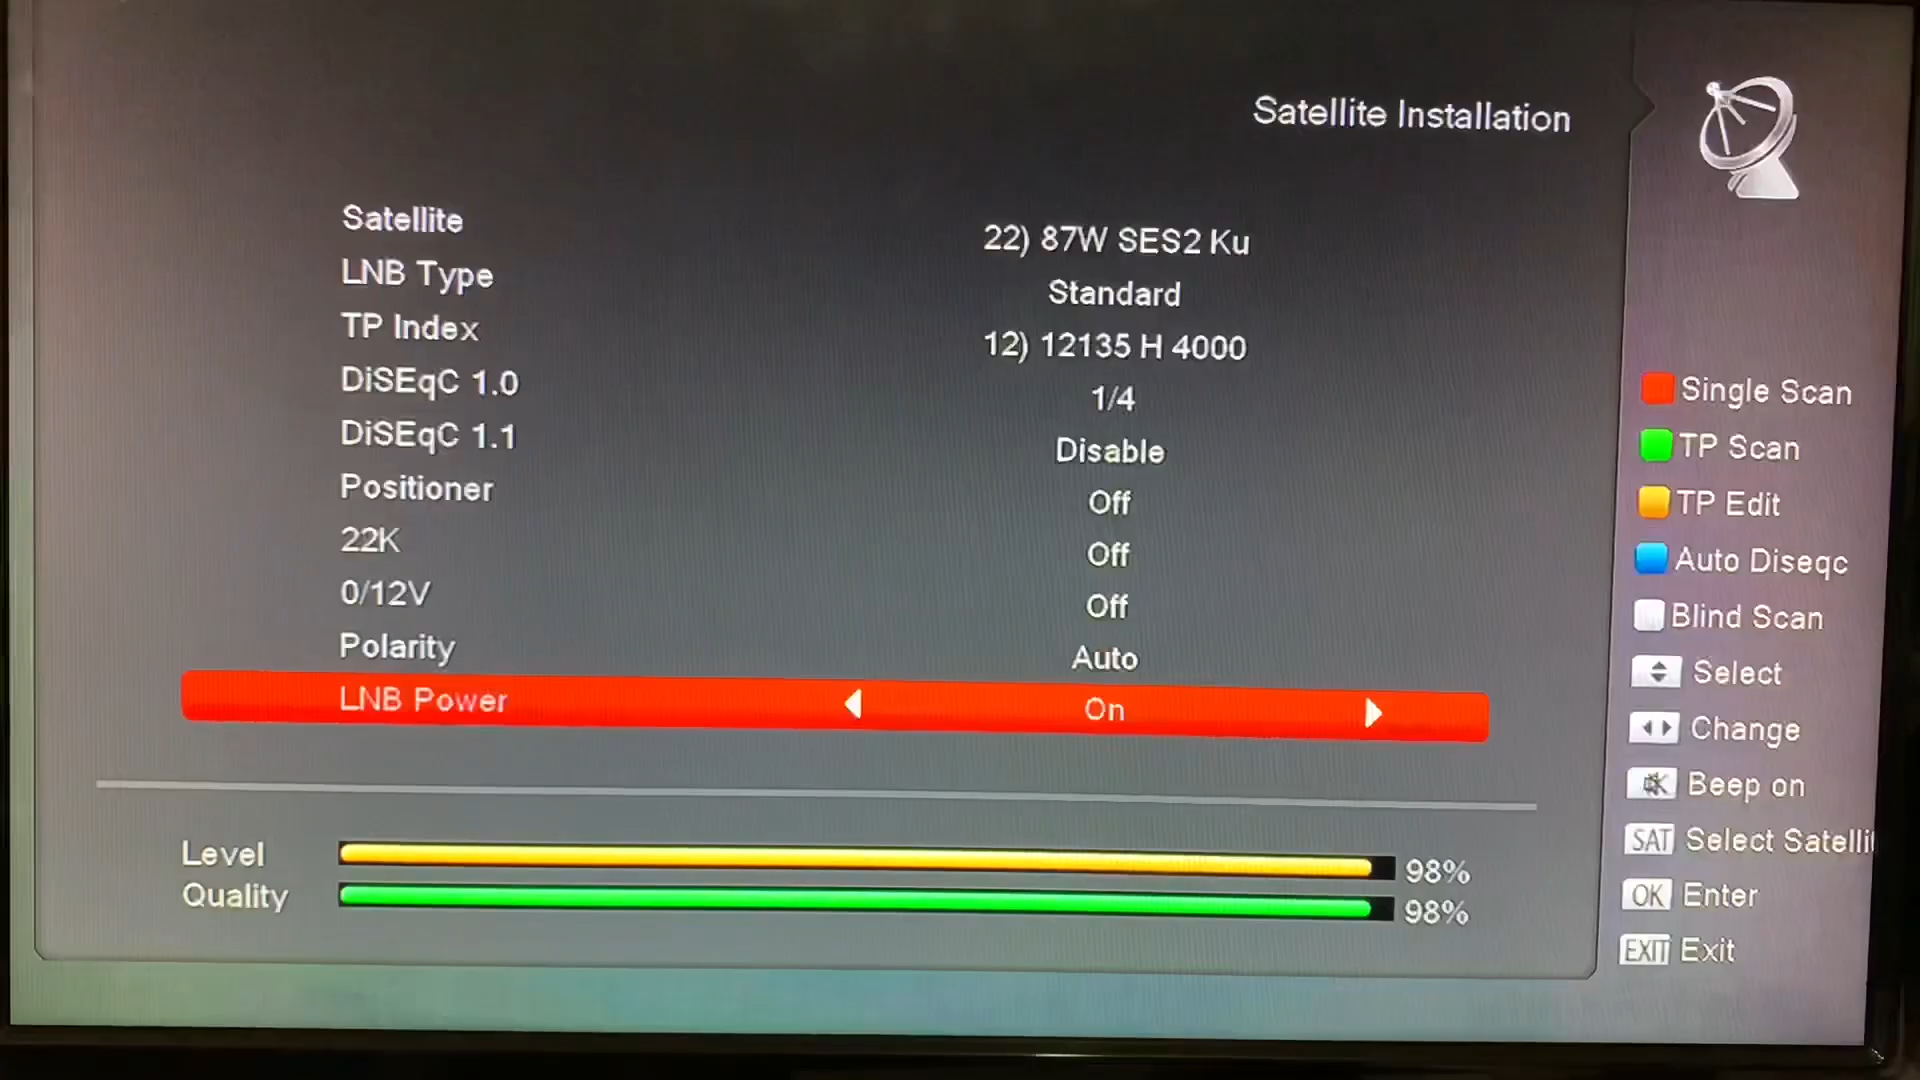 Satellite Installation
Satellite 22) 87W SES2 Ku
LNB Type Standard
TP Index 12) 12135 H 4000
DiSEqC 1.0 1/4
DiSEqC 1.1 Disable
Positioner Off
22K Off
0/12V Off
Polarity Auto
LNB Power On
Level 98%
Quality 98%
Single Scan
TP Scan
TP Edit
Auto Diseqc
Blind Scan
Select
Change
Beep on
SAT Select Satelli
OK Enter
EXIT Exit